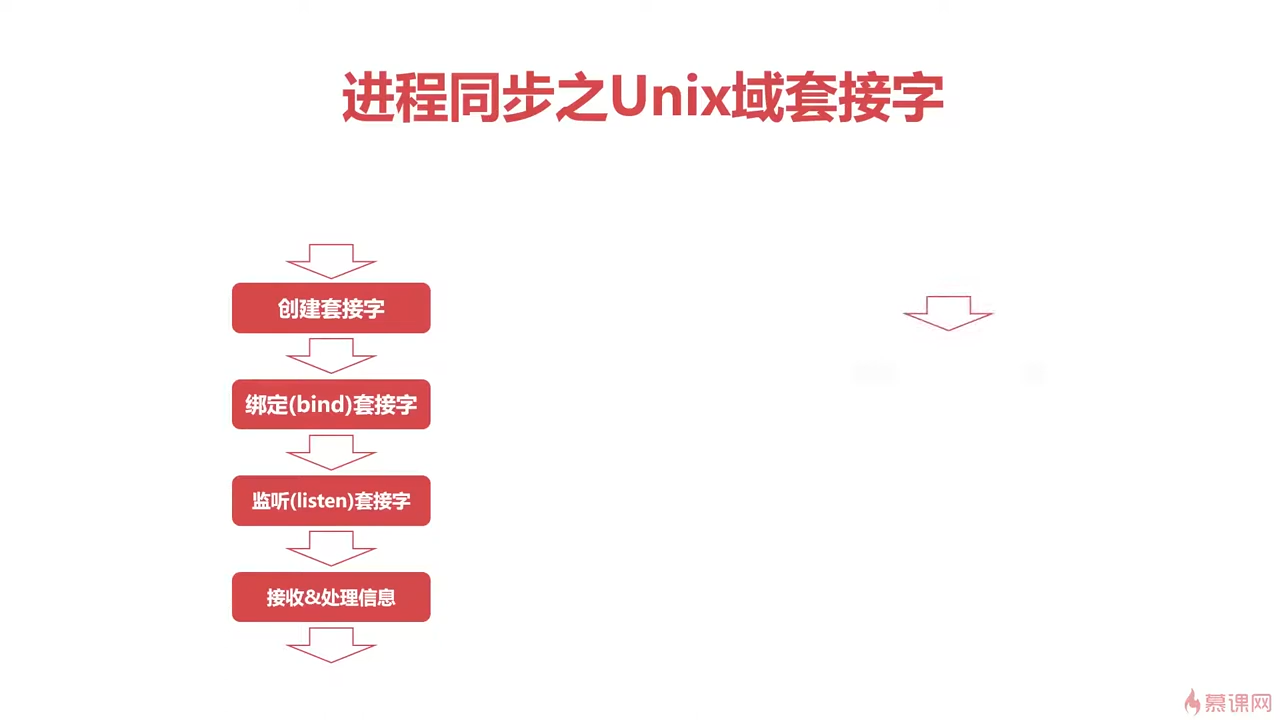 进程同步之Unix域套接字
创建套接字
绑定(bind)套接字
监听(listen)套接字
接收&处理信息
慕课网